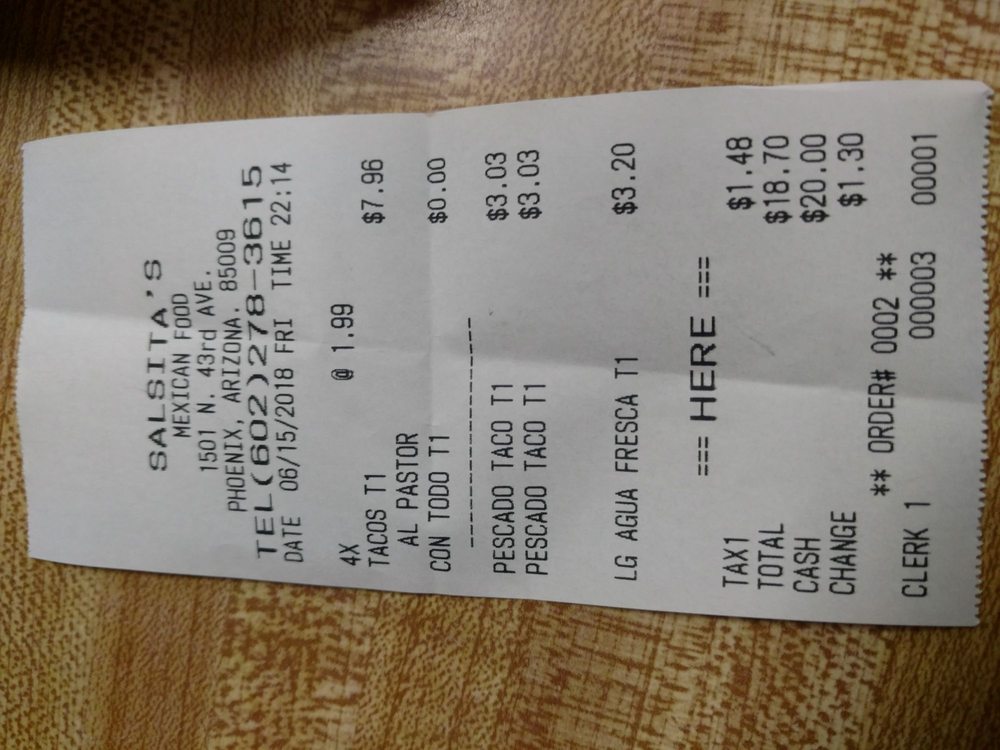 SALSITA'S
MEXICAN FOOD
1501 N. 43rd AVE.
PHOENIX, ARIZONA. 85009
TEL(602)278-3615
DATE 06/15/2018 FRI TIME 22:14
4X @ 1.99
TACOS T1 $7.96
AL PASTOR
CON TODO T1 $0.00
------------------------
PESCADO TACO T1 $3.03
PESCADO TACO T1 $3.03
LG AGUA FRESCA T1 $3.20
=== HERE ===
TAX1 $1.48
TOTAL $18.70
CASH $20.00
CHANGE $1.30
** ORDER# 0002 **
CLERK 1 000003 00001